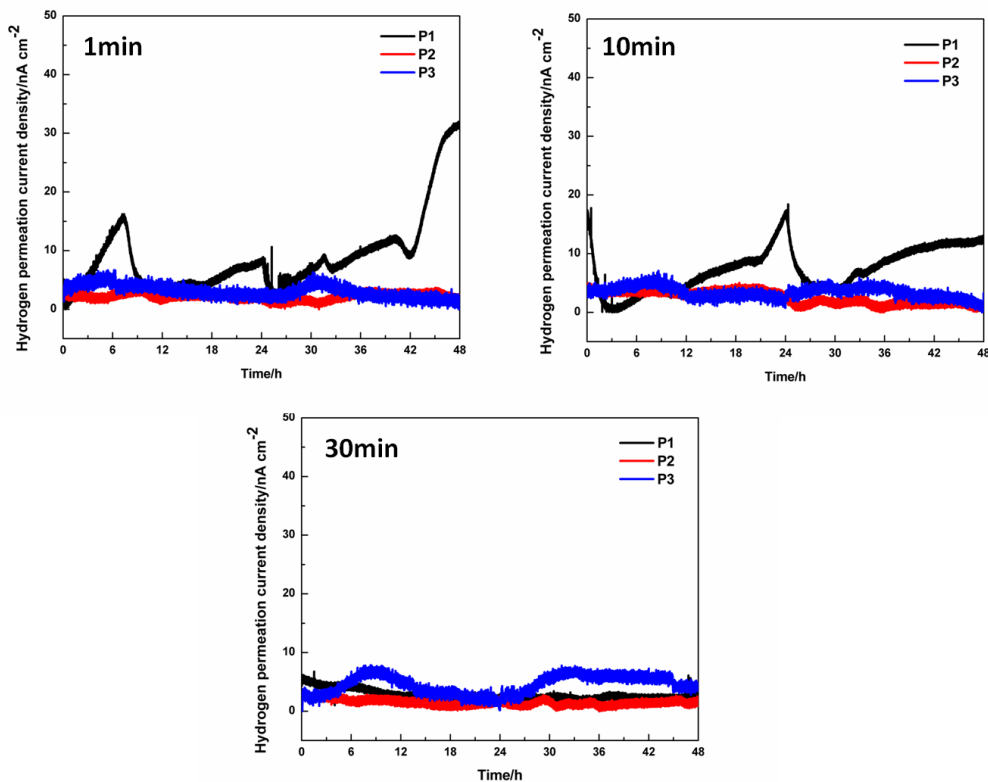 Hydrogen permeation current density/nA cm-2
50
40
30
20
10
0
1min
P1
P2
P3
0 6 12 18 24 30 36 42 48
Time/h
Hydrogen permeation current density/nA cm-2
50
40
30
20
10
0
10min
P1
P2
P3
0 6 12 18 24 30 36 42 48
Time/h
Hydrogen permeation current density/nA cm-2
50
40
30
20
10
0
30min
P1
P2
P3
0 6 12 18 24 30 36 42 48
Time/h